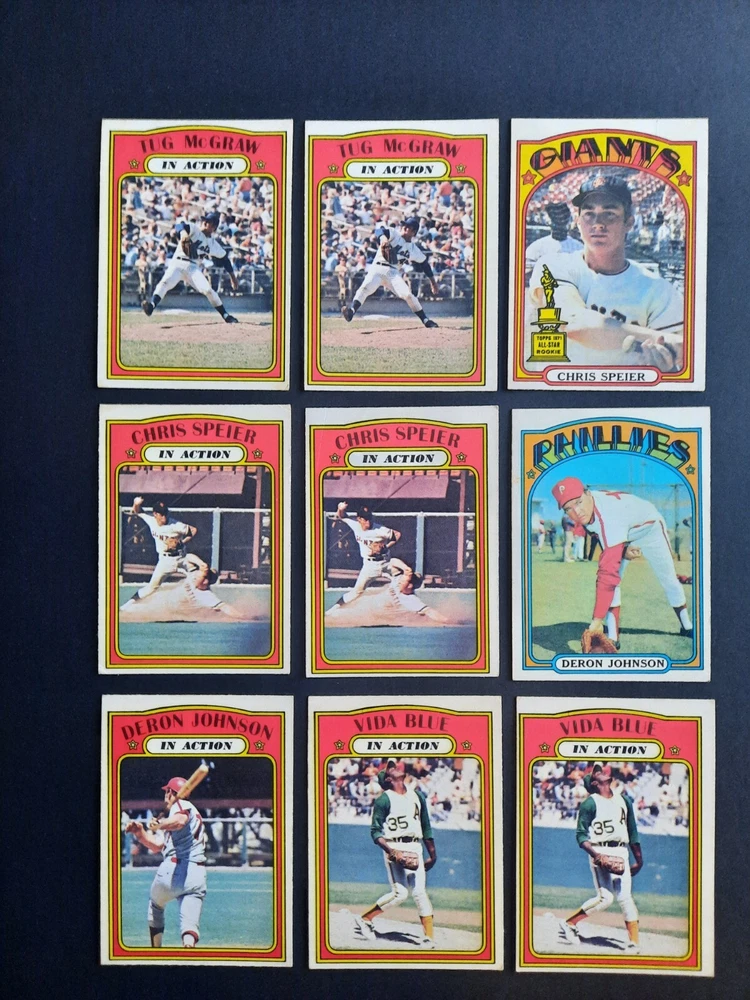 TUG McGRAW
IN ACTION
TUG McGRAW
IN ACTION
GIANTS
TOPPS 1971
ALL-STAR
ROOKIE
CHRIS SPEIER
CHRIS SPEIER
IN ACTION
CHRIS SPEIER
IN ACTION
PHILLIES
P
DERON JOHNSON
DERON JOHNSON
IN ACTION
VIDA BLUE
IN ACTION
35
A
VIDA BLUE
IN ACTION
35
A